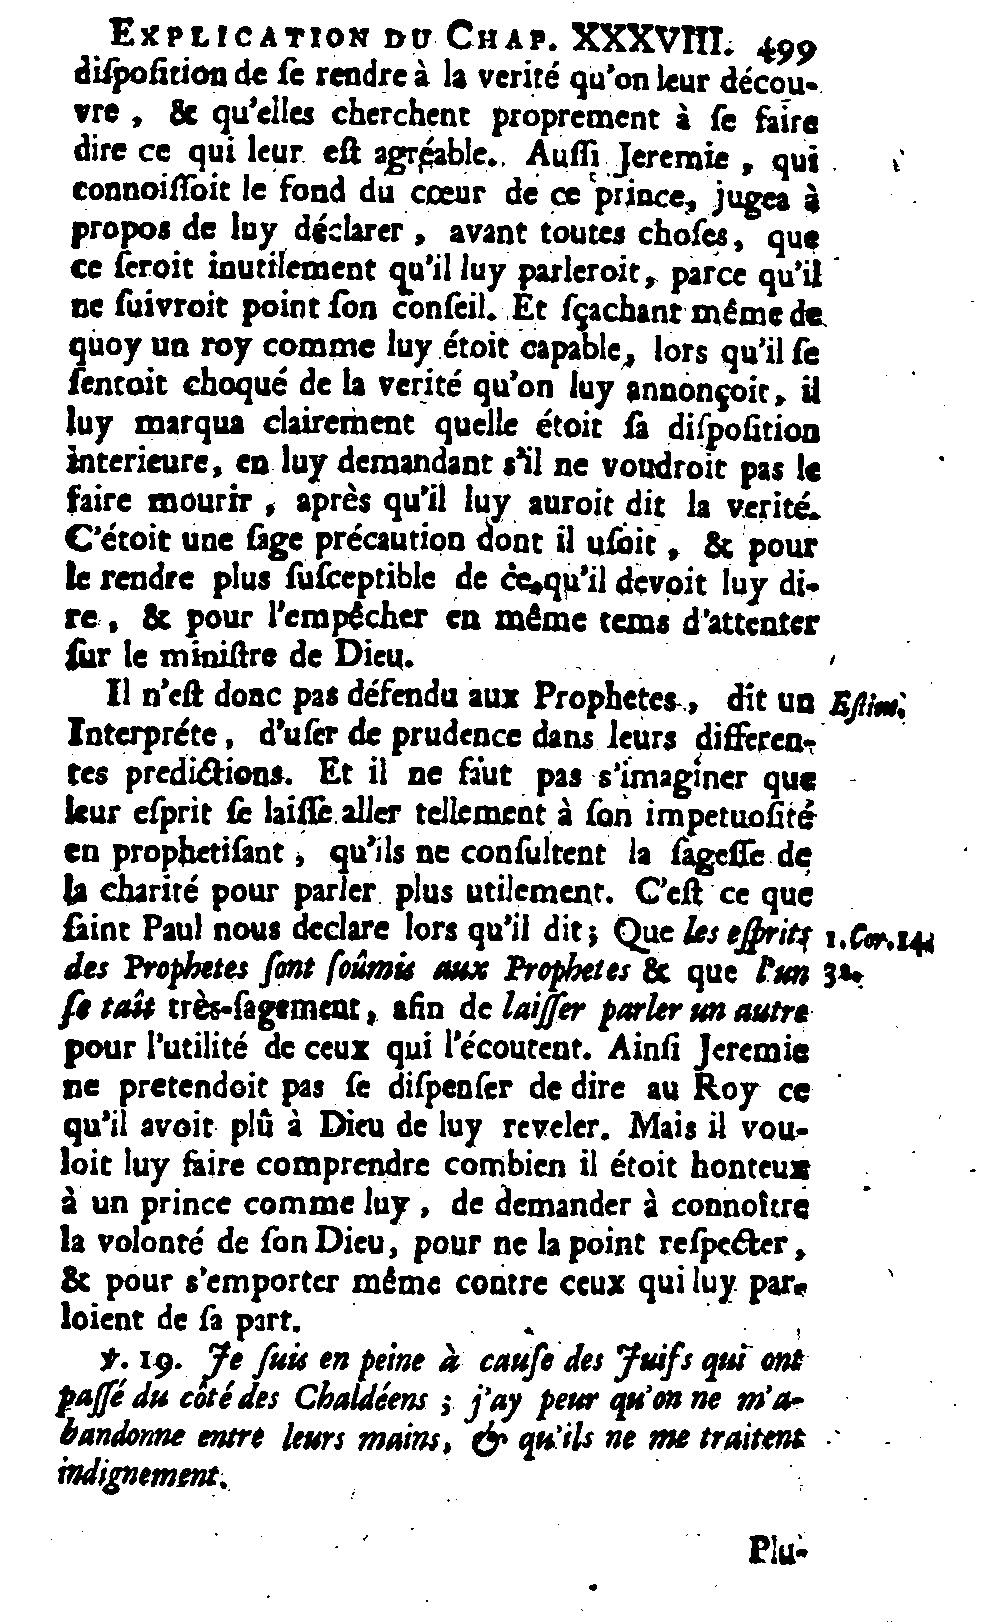 EXPLICATION DU CHAP. XXXVIII. 499
diſpoſition de ſe rendre à la verité qu'on leur décou-
vre, & qu'elles cherchent proprement à ſe faire
dire ce qui leur eſt agréable. Auſſi Jeremie, qui
connoiſſoit le fond du cœur de ce prince, jugea à
propos de luy déclarer, avant toutes choſes, que
ce ſeroit inutilement qu'il luy parleroit, parce qu'il
ne ſuivroit point ſon conſeil. Et ſçachant même de
quoy un roy comme luy étoit capable, lors qu'il ſe
ſentoit choqué de la verité qu'on luy annonçoit, il
luy marqua clairement quelle étoit ſa diſpoſition
interieure, en luy demandant s'il ne voudroit pas le
faire mourir, après qu'il luy auroit dit la verité.
C'étoit une ſage précaution dont il uſoit, & pour
le rendre plus ſuſceptible de ce qu'il devoit luy di-
re, & pour l'empêcher en même tems d'attenter
ſur le miniſtre de Dieu.
Il n'eſt donc pas défendu aux Prophetes, dit un Eſtius.
Interpréte, d'uſer de prudence dans leurs differen-
tes predictions. Et il ne faut pas s'imaginer que
leur eſprit ſe laiſſe aller tellement à ſon impetuoſité
en prophetiſant, qu'ils ne conſultent la ſageſſe de
la charité pour parler plus utilement. C'eſt ce que
ſaint Paul nous declare lors qu'il dit; Que les eſprits 1. Cor. 14.
des Prophetes ſont ſoûmis aux Prophetes & que l'un 32.
ſe taît très-ſagement, afin de laiſſer parler un autre
pour l'utilité de ceux qui l'écoutent. Ainſi Jeremie
ne pretendoit pas ſe diſpenſer de dire au Roy ce
qu'il avoit plû à Dieu de luy reveler. Mais il vou-
loit luy faire comprendre combien il étoit honteux
à un prince comme luy, de demander à connoître
la volonté de ſon Dieu, pour ne la point reſpecter,
& pour s'emporter même contre ceux qui luy par-
loient de ſa part.
℣. 19. Je ſuis en peine à cauſe des Juifs qui ont
paſſé du côté des Chaldéens; j'ay peur qu'on ne m'a-
bandonne entre leurs mains, & qu'ils ne me traitent
indignement.
Plu-